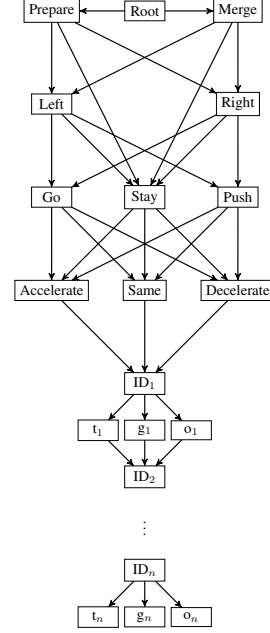 Prepare Root Merge
Left Right
Go Stay Push
Accelerate Same Decelerate
ID₁
t₁ g₁ o₁
ID₂
⋮
IDₙ
tₙ gₙ oₙ